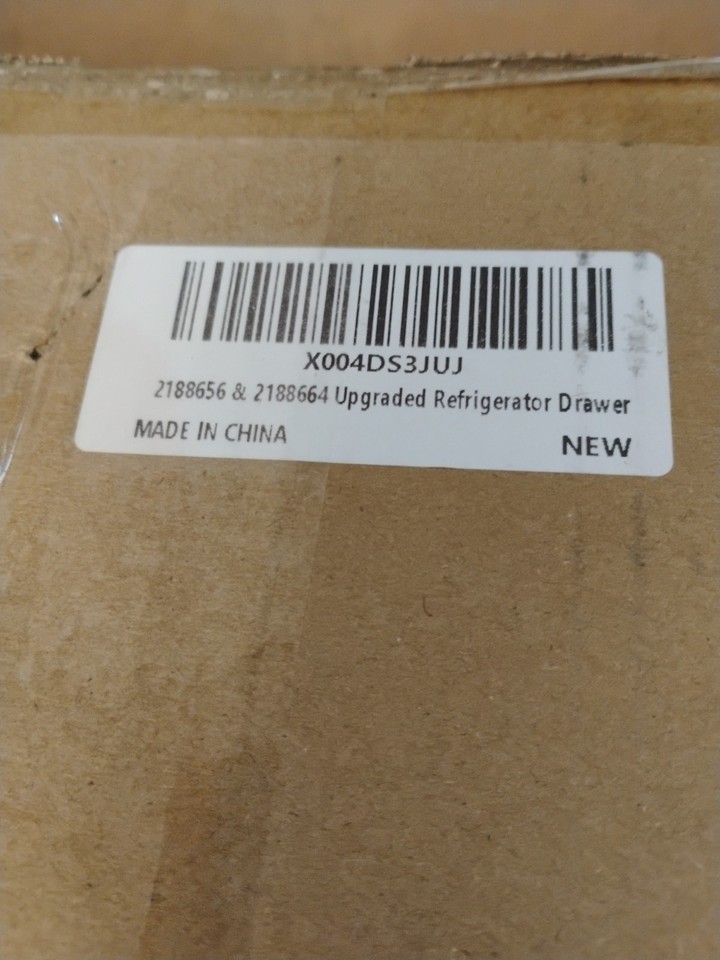 X004DS3JUJ
2188656 & 2188664 Upgraded Refrigerator Drawer
MADE IN CHINA
NEW